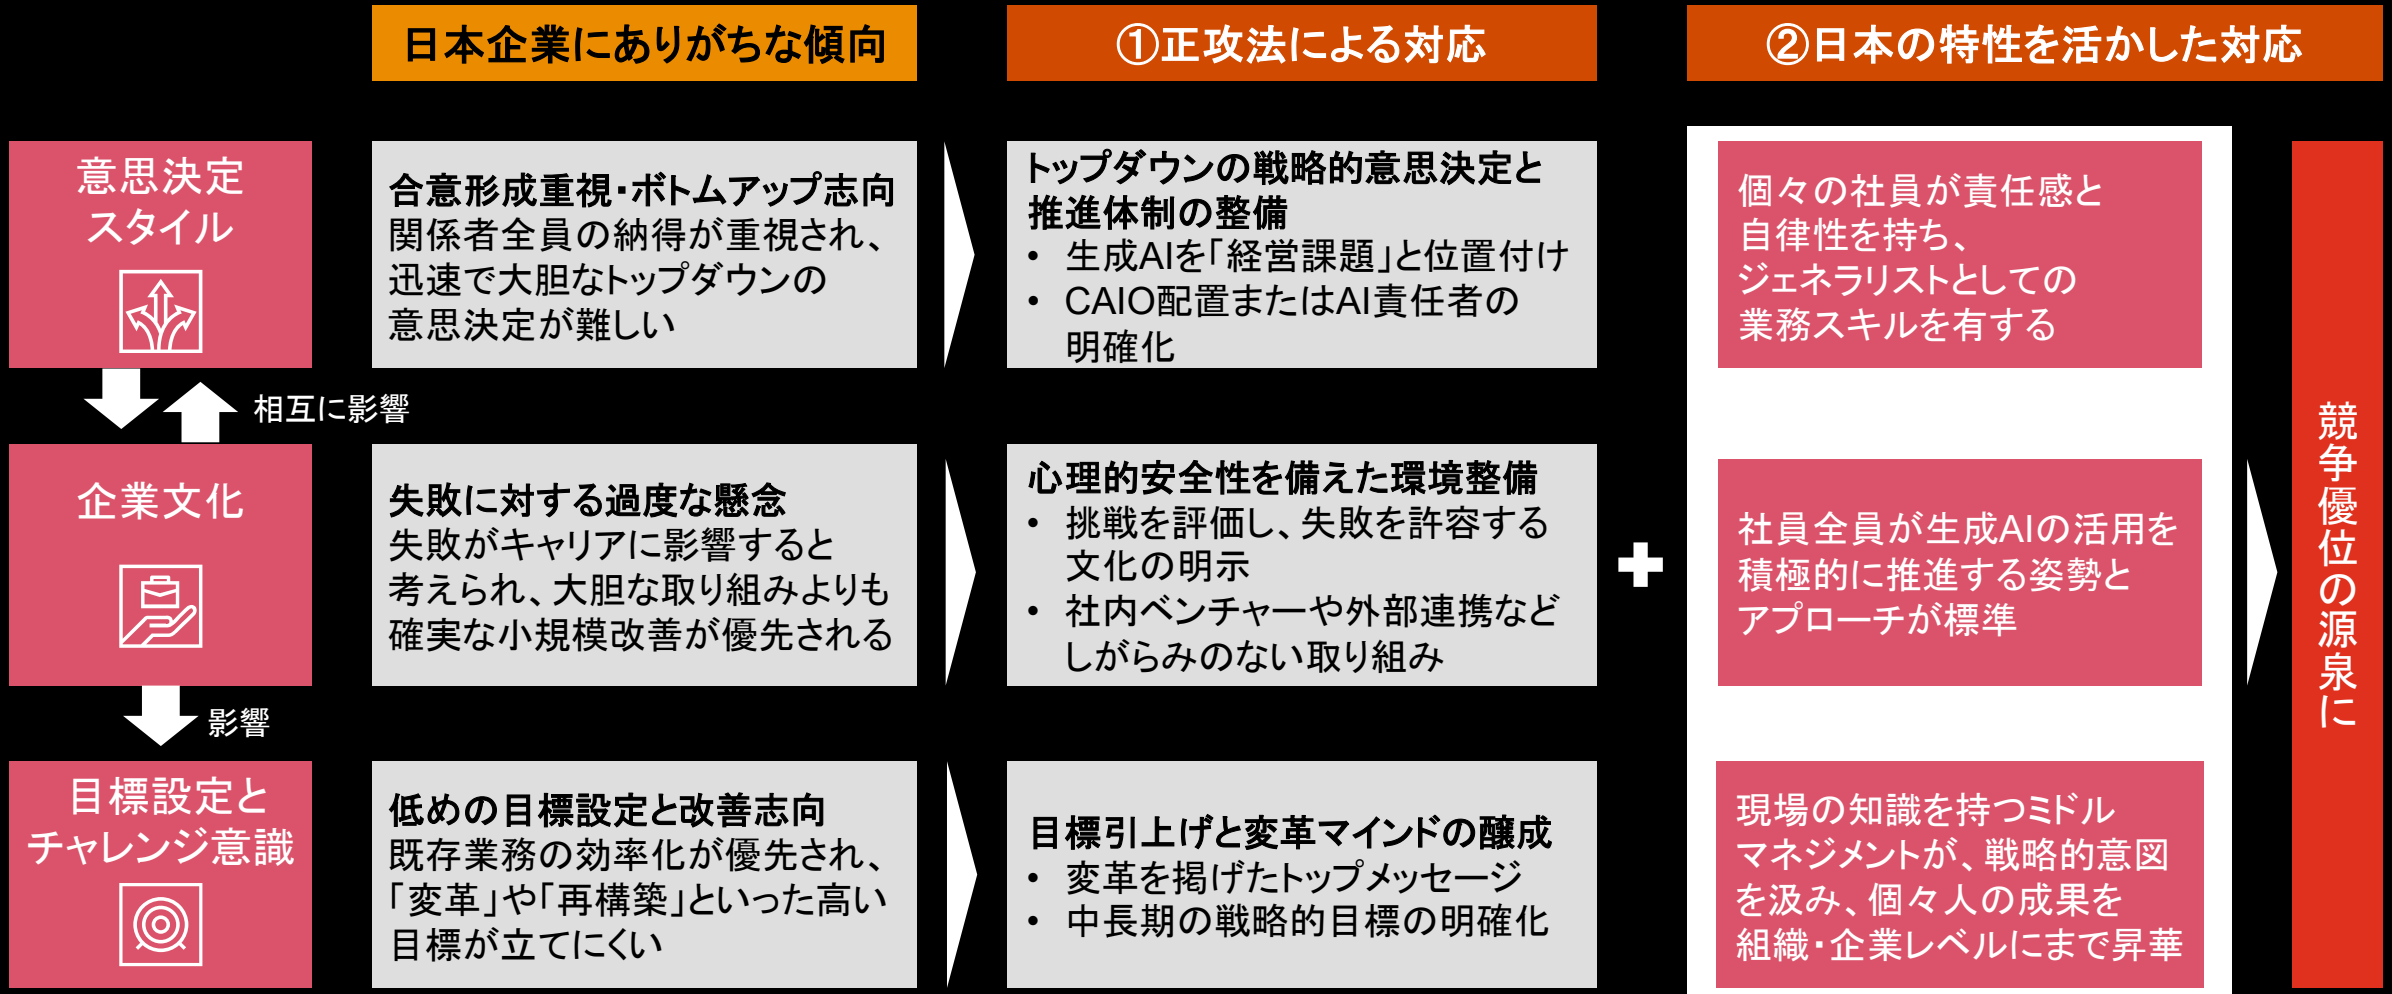 日本企業にありがちな傾向
①正攻法による対応
②日本の特性を活かした対応
意思決定
スタイル
合意形成重視・ボトムアップ志向
関係者全員の納得が重視され、
迅速で大胆なトップダウンの
意思決定が難しい
トップダウンの戦略的意思決定と
推進体制の整備
• 生成AIを「経営課題」と位置付け
• CAIO配置またはAI責任者の
明確化
個々の社員が責任感と
自律性を持ち、
ジェネラリストとしての
業務スキルを有する
相互に影響
企業文化
失敗に対する過度な懸念
失敗がキャリアに影響すると
考えられ、大胆な取り組みよりも
確実な小規模改善が優先される
心理的安全性を備えた環境整備
• 挑戦を評価し、失敗を許容する
文化の明示
• 社内ベンチャーや外部連携など
しがらみのない取り組み
社員全員が生成AIの活用を
積極的に推進する姿勢と
アプローチが標準
影響
目標設定と
チャレンジ意識
低めの目標設定と改善志向
既存業務の効率化が優先され、
「変革」や「再構築」といった高い
目標が立てにくい
目標引上げと変革マインドの醸成
• 変革を掲げたトップメッセージ
• 中長期の戦略的目標の明確化
現場の知識を持つミドル
マネジメントが、戦略的意図
を汲み、個々人の成果を
組織・企業レベルにまで昇華
競争優位の源泉に